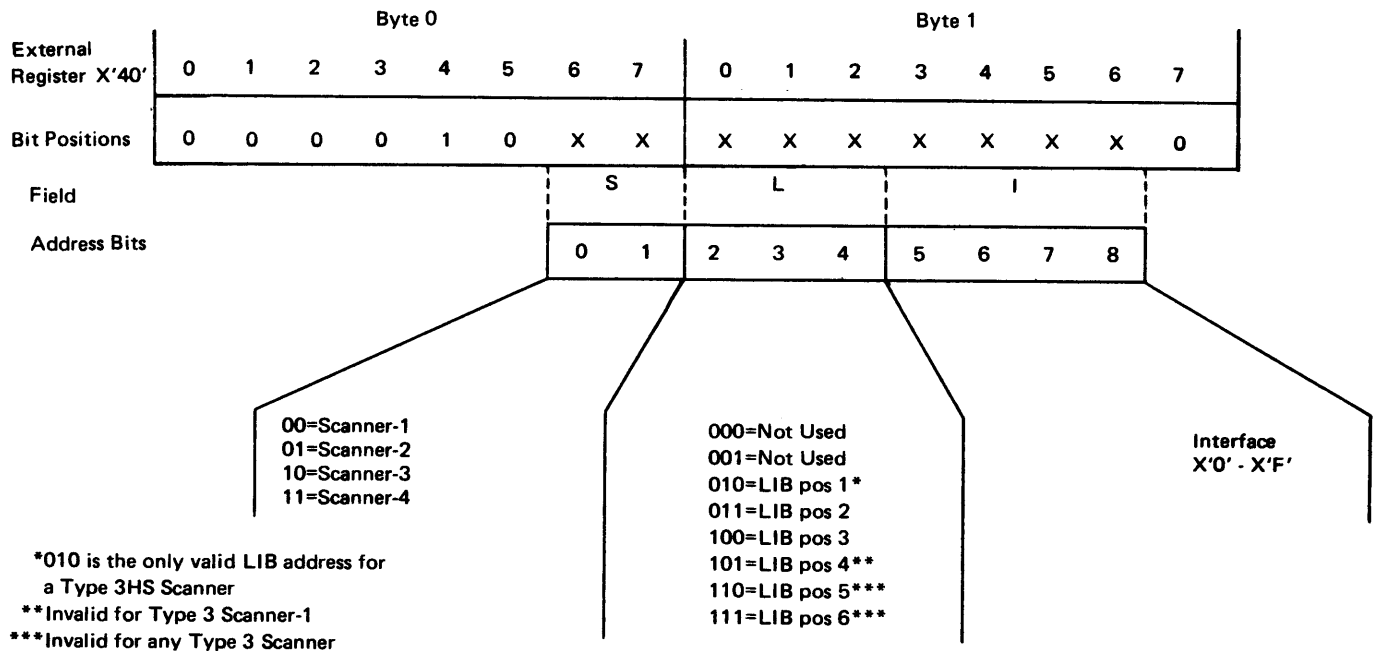 Byte 0 Byte 1
External
Register X'40' 0 1 2 3 4 5 6 7 0 1 2 3 4 5 6 7
Bit Positions 0 0 0 0 1 0 X X X X X X X X X 0
Field S L I
Address Bits 0 1 2 3 4 5 6 7 8
00=Scanner-1
01=Scanner-2
10=Scanner-3
11=Scanner-4
000=Not Used
001=Not Used
010=LIB pos 1*
011=LIB pos 2
100=LIB pos 3
101=LIB pos 4**
110=LIB pos 5***
111=LIB pos 6***
Interface
X'0' - X'F'
*010 is the only valid LIB address for
a Type 3HS Scanner
**Invalid for Type 3 Scanner-1
***Invalid for any Type 3 Scanner